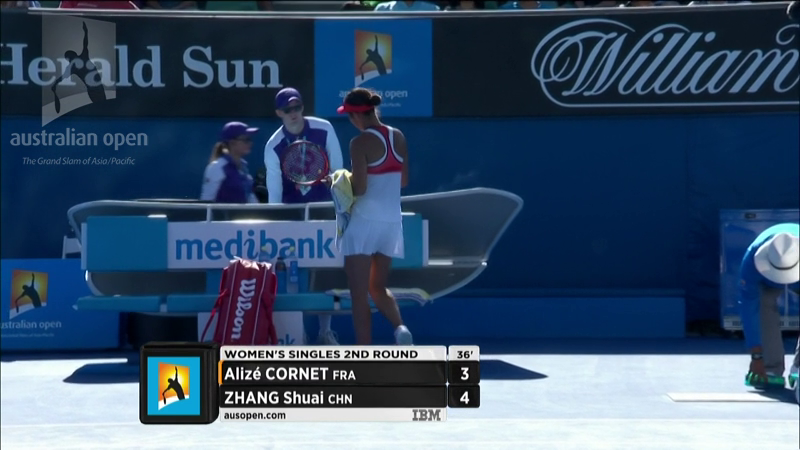 Herald Sun
australian open
William
australian open
The Grand Slam of Asia/Pacific
medibank
Wilson
australian open
WOMEN'S SINGLES 2ND ROUND 36'
Alizé CORNET FRA 3
ZHANG Shuai CHN 4
ausopen.com IBM